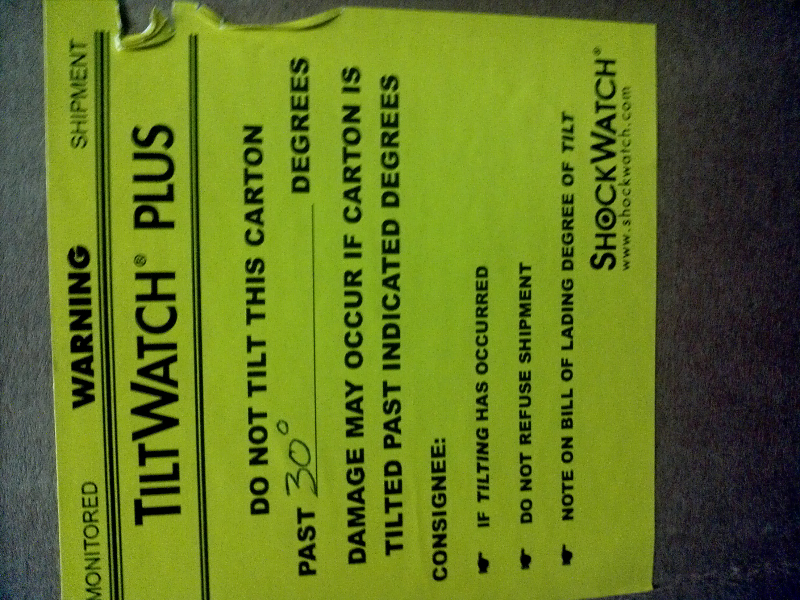 MONITORED WARNING SHIPMENT
TILTWATCH® PLUS
DO NOT TILT THIS CARTON
PAST 30° DEGREES
DAMAGE MAY OCCUR IF CARTON IS
TILTED PAST INDICATED DEGREES
CONSIGNEE:
IF TILTING HAS OCCURRED
DO NOT REFUSE SHIPMENT
NOTE ON BILL OF LADING DEGREE OF TILT
SHOCKWATCH®
www.shockwatch.com